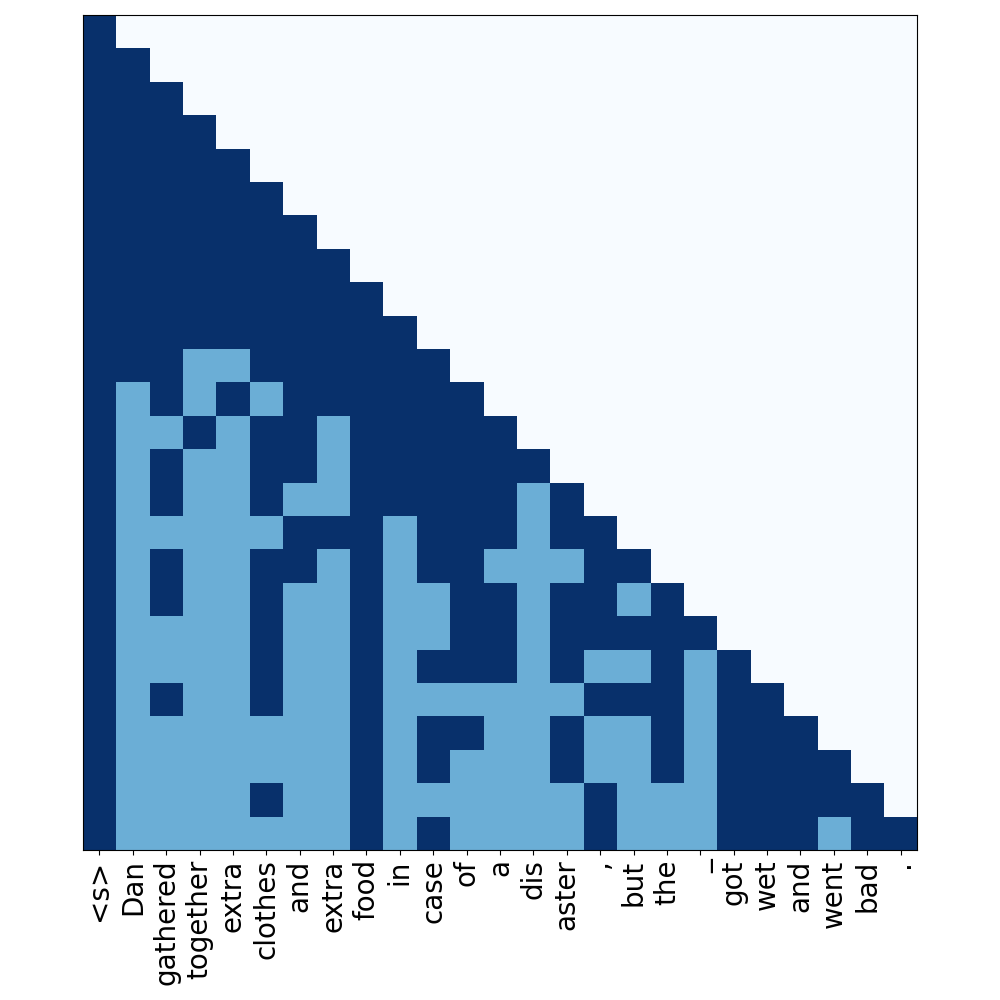 <s> Dan gathered together extra clothes and extra food in case of a dis aster , but the _ got wet and went bad .